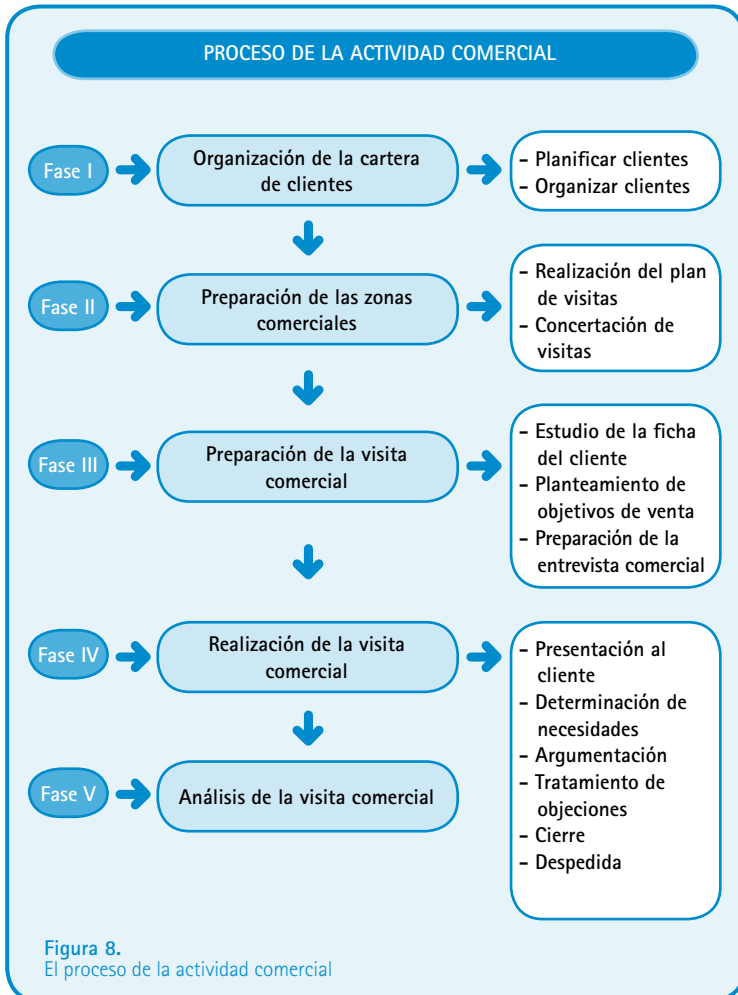 PROCESO DE LA ACTIVIDAD COMERCIAL
Fase I
Organización de la cartera
de clientes
- Planificar clientes
- Organizar clientes
Fase II
Preparación de las zonas
comerciales
- Realización del plan
de visitas
- Concertación de
visitas
Fase III
Preparación de la visita
comercial
- Estudio de la ficha
del cliente
- Planteamiento de
objetivos de venta
- Preparación de la
entrevista comercial
Fase IV
Realización de la visita
comercial
- Presentación al
cliente
- Determinación de
necesidades
- Argumentación
- Tratamiento de
objeciones
- Cierre
- Despedida
Fase V
Análisis de la visita comercial
Figura 8.
El proceso de la actividad comercial